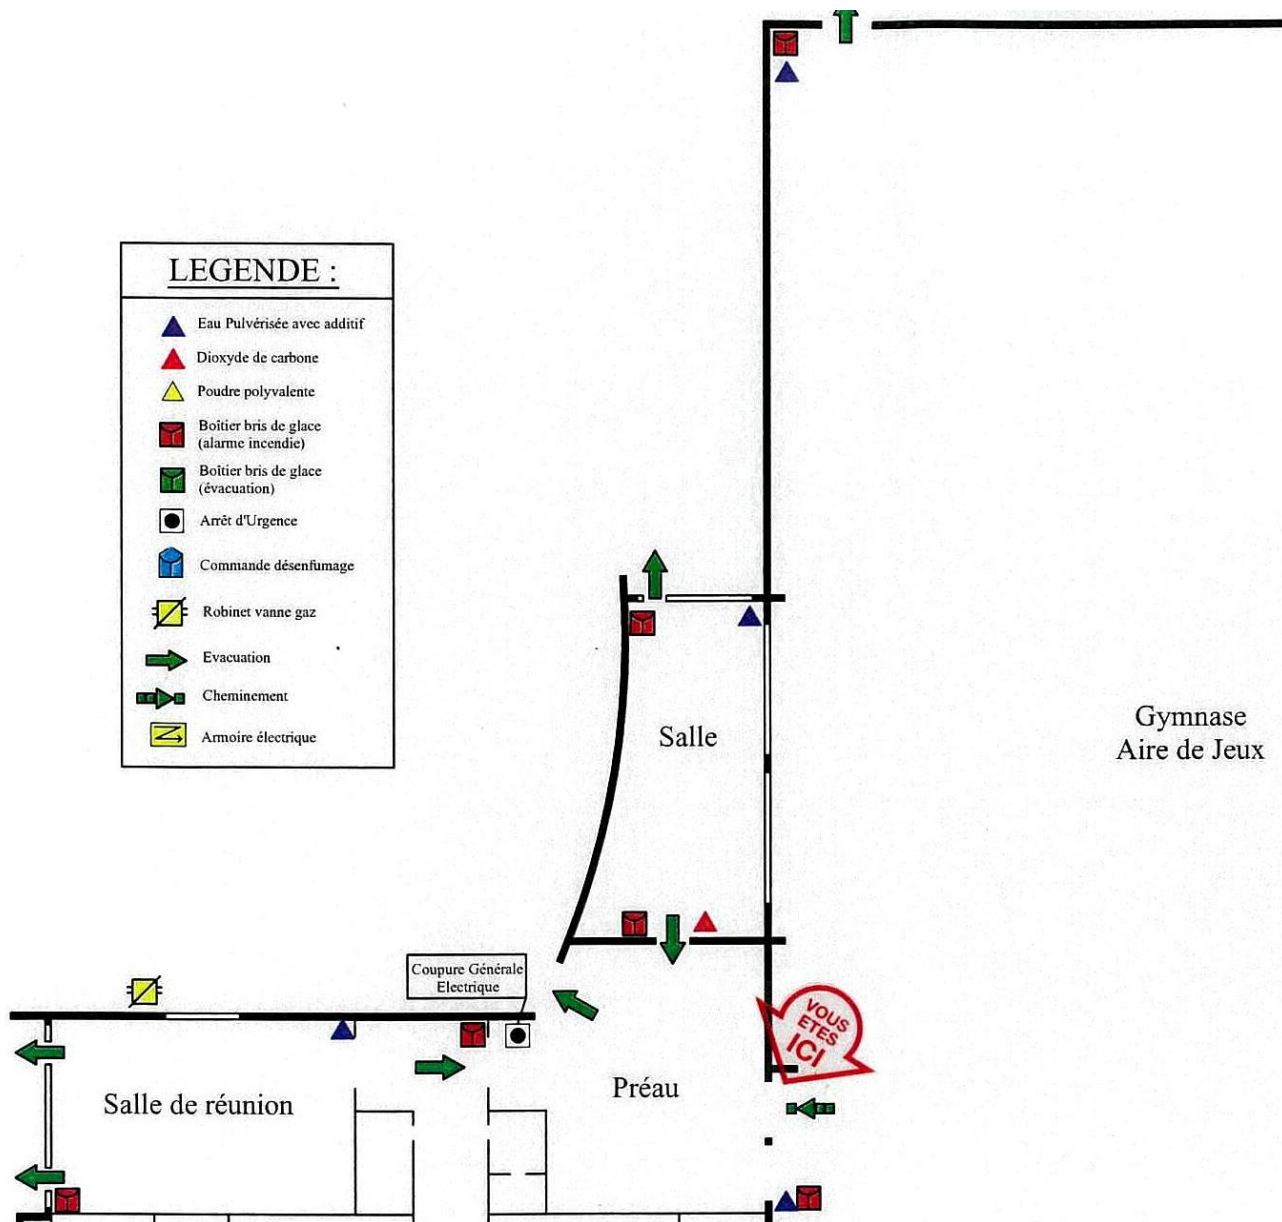 LEGENDE :
Eau Pulvérisée avec additif
Dioxyde de carbone
Poudre polyvalente
Boîtier bris de glace
(alarme incendie)
Boîtier bris de glace
(évacuation)
Arrêt d'Urgence
Commande désenfumage
Robinet vanne gaz
Evacuation
Cheminement
Armoire électrique
Salle
Gymnase
Aire de Jeux
Coupure Générale
Electrique
VOUS
ETES
ICI
Salle de réunion
Préau